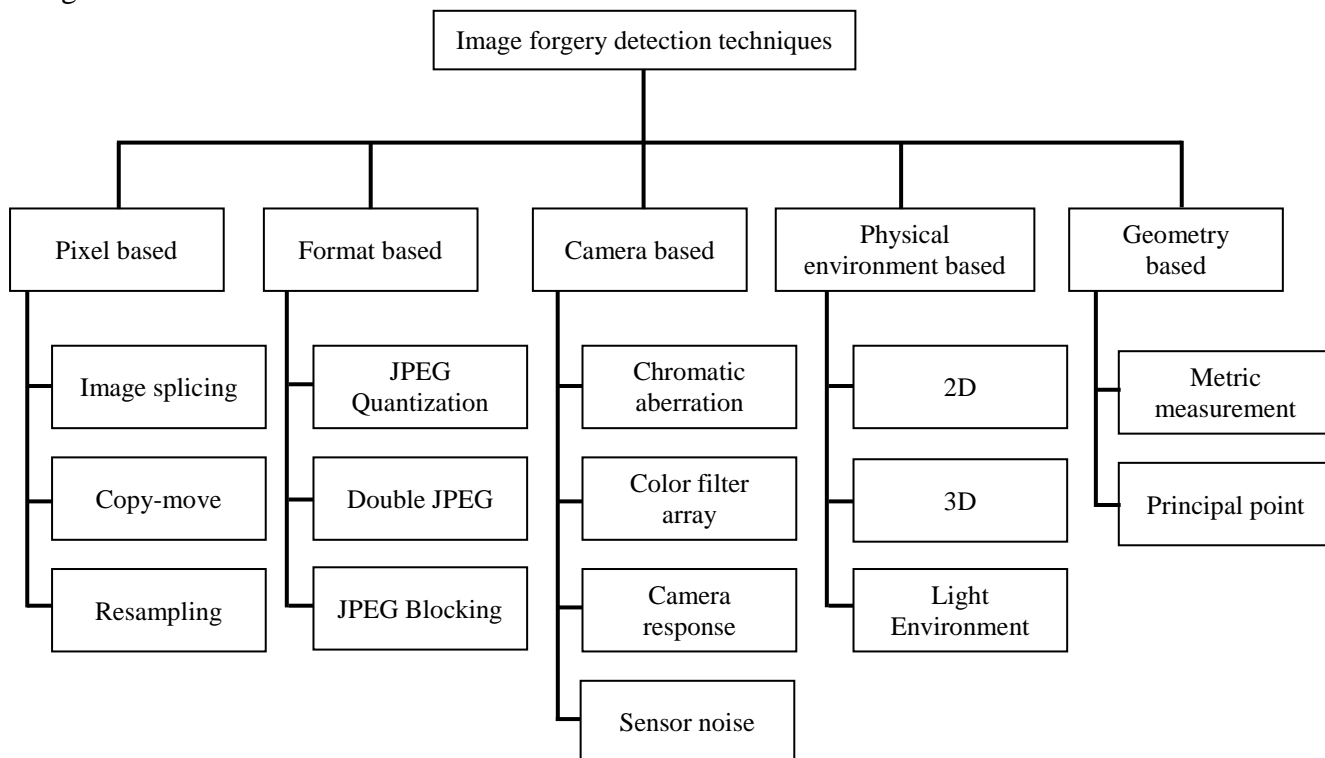 Image forgery detection techniques
Pixel based
Format based
Camera based
Physical
environment based
Geometry
based
Image splicing
Copy-move
Resampling
JPEG
Quantization
Double JPEG
JPEG Blocking
Chromatic
aberration
Color filter
array
Camera
response
Sensor noise
2D
3D
Light
Environment
Metric
measurement
Principal point